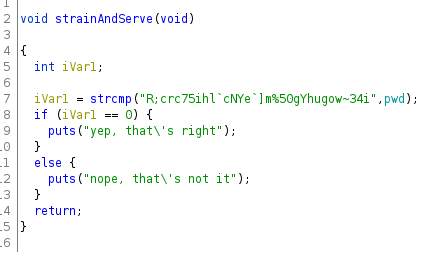 1
2 void strainAndServe(void)
3
4 {
5 int iVar1;
6
7 iVar1 = strcmp("R;crc75ihl`cNYe`]m%50gYhugow~34i",pwd);
8 if (iVar1 == 0) {
9 puts("yep, that\'s right");
10 }
11 else {
12 puts("nope, that\'s not it");
13 }
14 return;
15 }
16